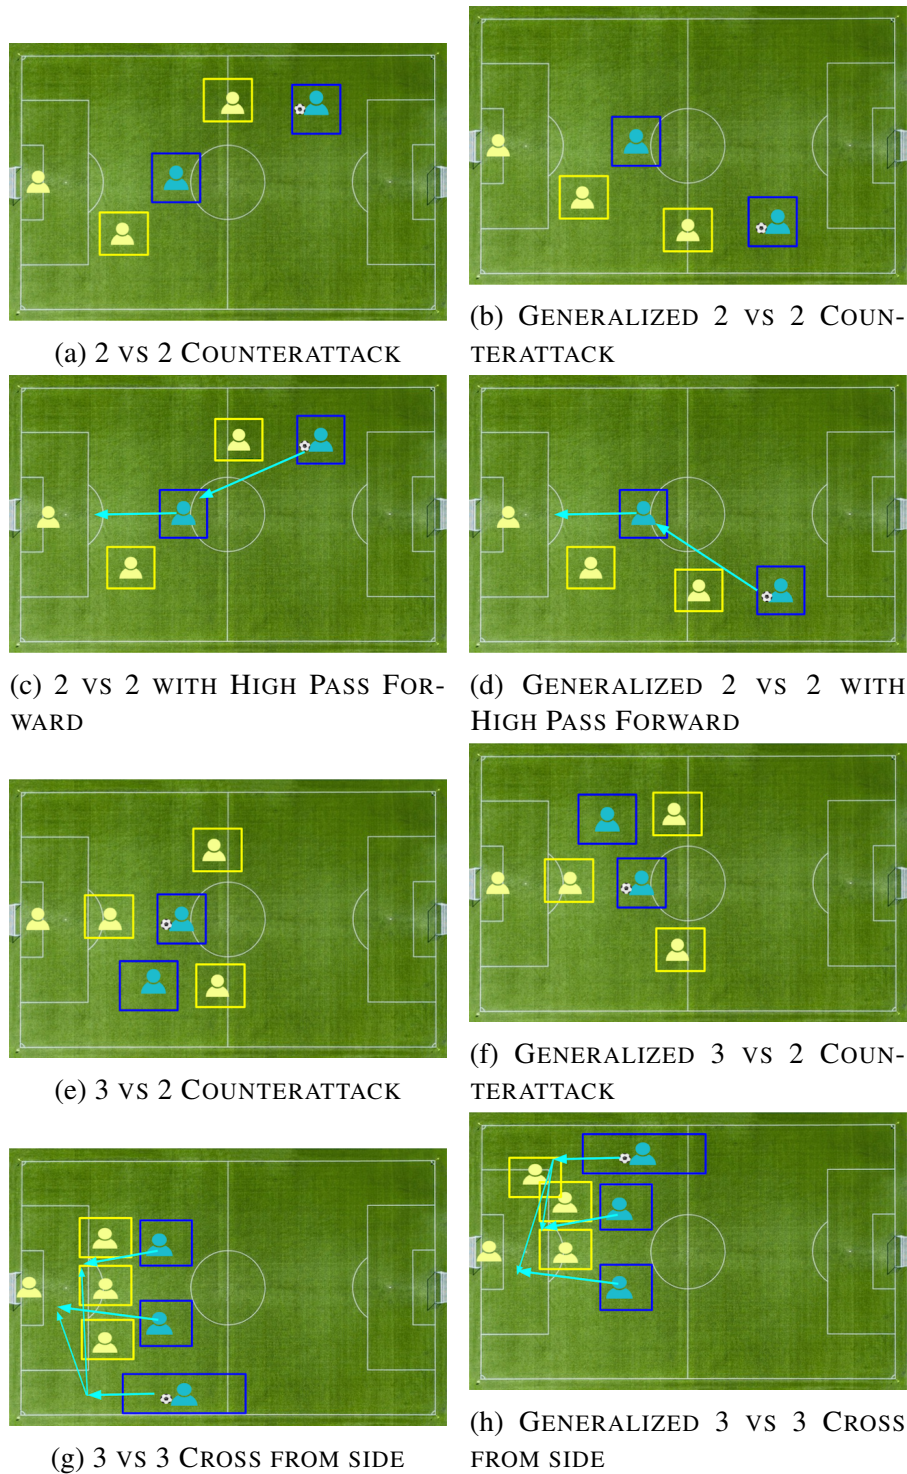 (a) 2 VS 2 COUNTERATTACK
(b) GENERALIZED 2 VS 2 COUN-
TERATTACK
(c) 2 VS 2 WITH HIGH PASS FOR-
WARD
(d) GENERALIZED 2 VS 2 WITH
HIGH PASS FORWARD
(e) 3 VS 2 COUNTERATTACK
(f) GENERALIZED 3 VS 2 COUN-
TERATTACK
(g) 3 VS 3 CROSS FROM SIDE
(h) GENERALIZED 3 VS 3 CROSS
FROM SIDE